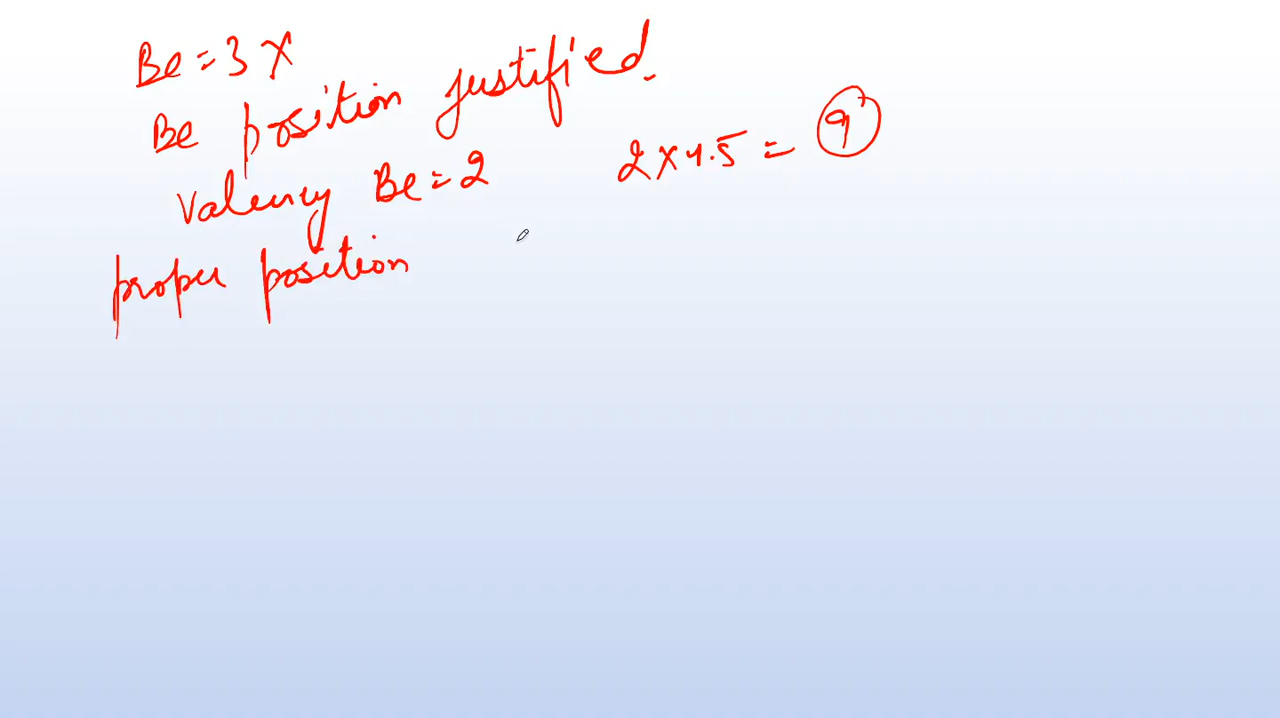 Be = 3 X
Be position justified.
Valency Be = 2
2 x 4.5 = 9
proper position